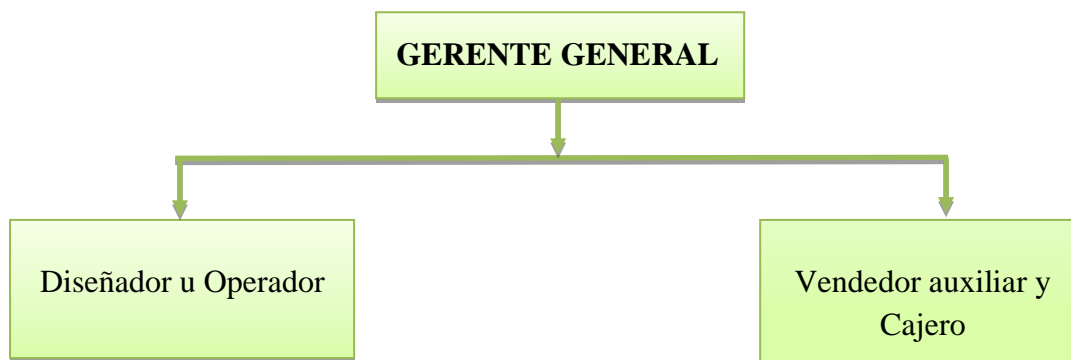 GERENTE GENERAL
Diseñador u Operador
Vendedor auxiliar y
Cajero